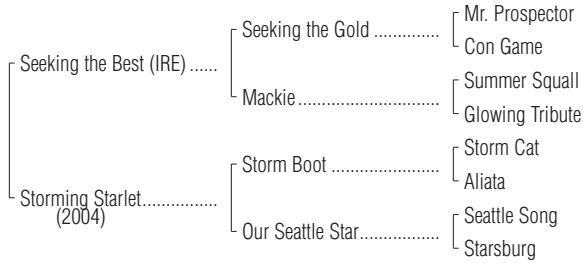 Mr. Prospector
Seeking the Gold ..............
Con Game
Seeking the Best (IRE) ......
Summer Squall
Mackie ..............................
Glowing Tribute
Storm Cat
Storm Boot .......................
Aliata
Storming Starlet ................
(2004)
Seattle Song
Our Seattle Star .................
Starsburg